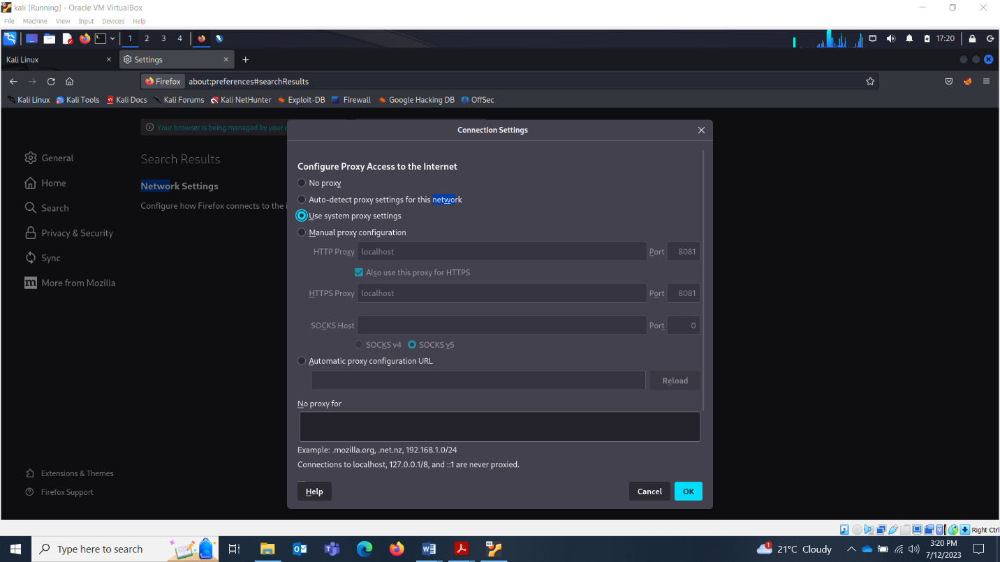 kali [Running] - Oracle VM VirtualBox
File Machine View Input Devices Help
1 2 3 4 17:20
Kali Linux Settings
Firefox about:preferences#searchResults
Kali Linux Kali Tools Kali Docs Kali Forums Kali NetHunter Exploit-DB Firewall Google Hacking DB OffSec
Your browser is being managed by your
Connection Settings
General
Home
Search
Privacy & Security
Sync
More from Mozilla
Extensions & Themes
Firefox Support
Search Results
Network Settings
Configure how Firefox connects to the
Configure Proxy Access to the Internet
No proxy
Auto-detect proxy settings for this network
Use system proxy settings
Manual proxy configuration
HTTP Proxy localhost Port 8081
Also use this proxy for HTTPS
HTTPS Proxy localhost Port 8081
SOCKS Host Port 0
SOCKS v4 SOCKS v5
Automatic proxy configuration URL
Reload
No proxy for
Example: .mozilla.org, .net.nz, 192.168.1.0/24
Connections to localhost, 127.0.0.1/8, and ::1 are never proxied.
Help Cancel OK
Right Ctrl
Type here to search 1 21°C Cloudy 3:20 PM
7/12/2023